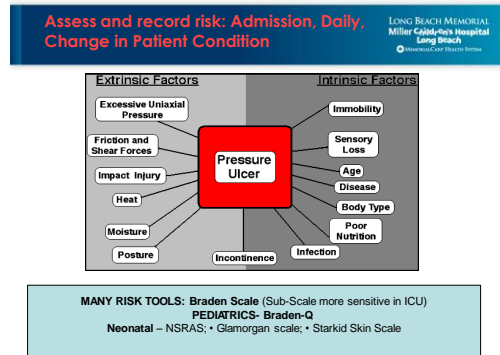 Assess and record risk: Admission, Daily,
Change in Patient Condition
LONG BEACH MEMORIAL
Miller Children's Hospital
Long Beach
MEMORIALCARE HEALTH SYSTEM
Extrinsic Factors
Intrinsic Factors
Excessive Uniaxial
Pressure
Friction and
Shear Forces
Impact Injury
Heat
Moisture
Posture
Pressure
Ulcer
Immobility
Sensory
Loss
Age
Disease
Body Type
Poor
Nutrition
Infection
Incontinence
MANY RISK TOOLS: Braden Scale (Sub-Scale more sensitive in ICU)
PEDIATRICS- Braden-Q
Neonatal – NSRAS; • Glamorgan scale; • Starkid Skin Scale